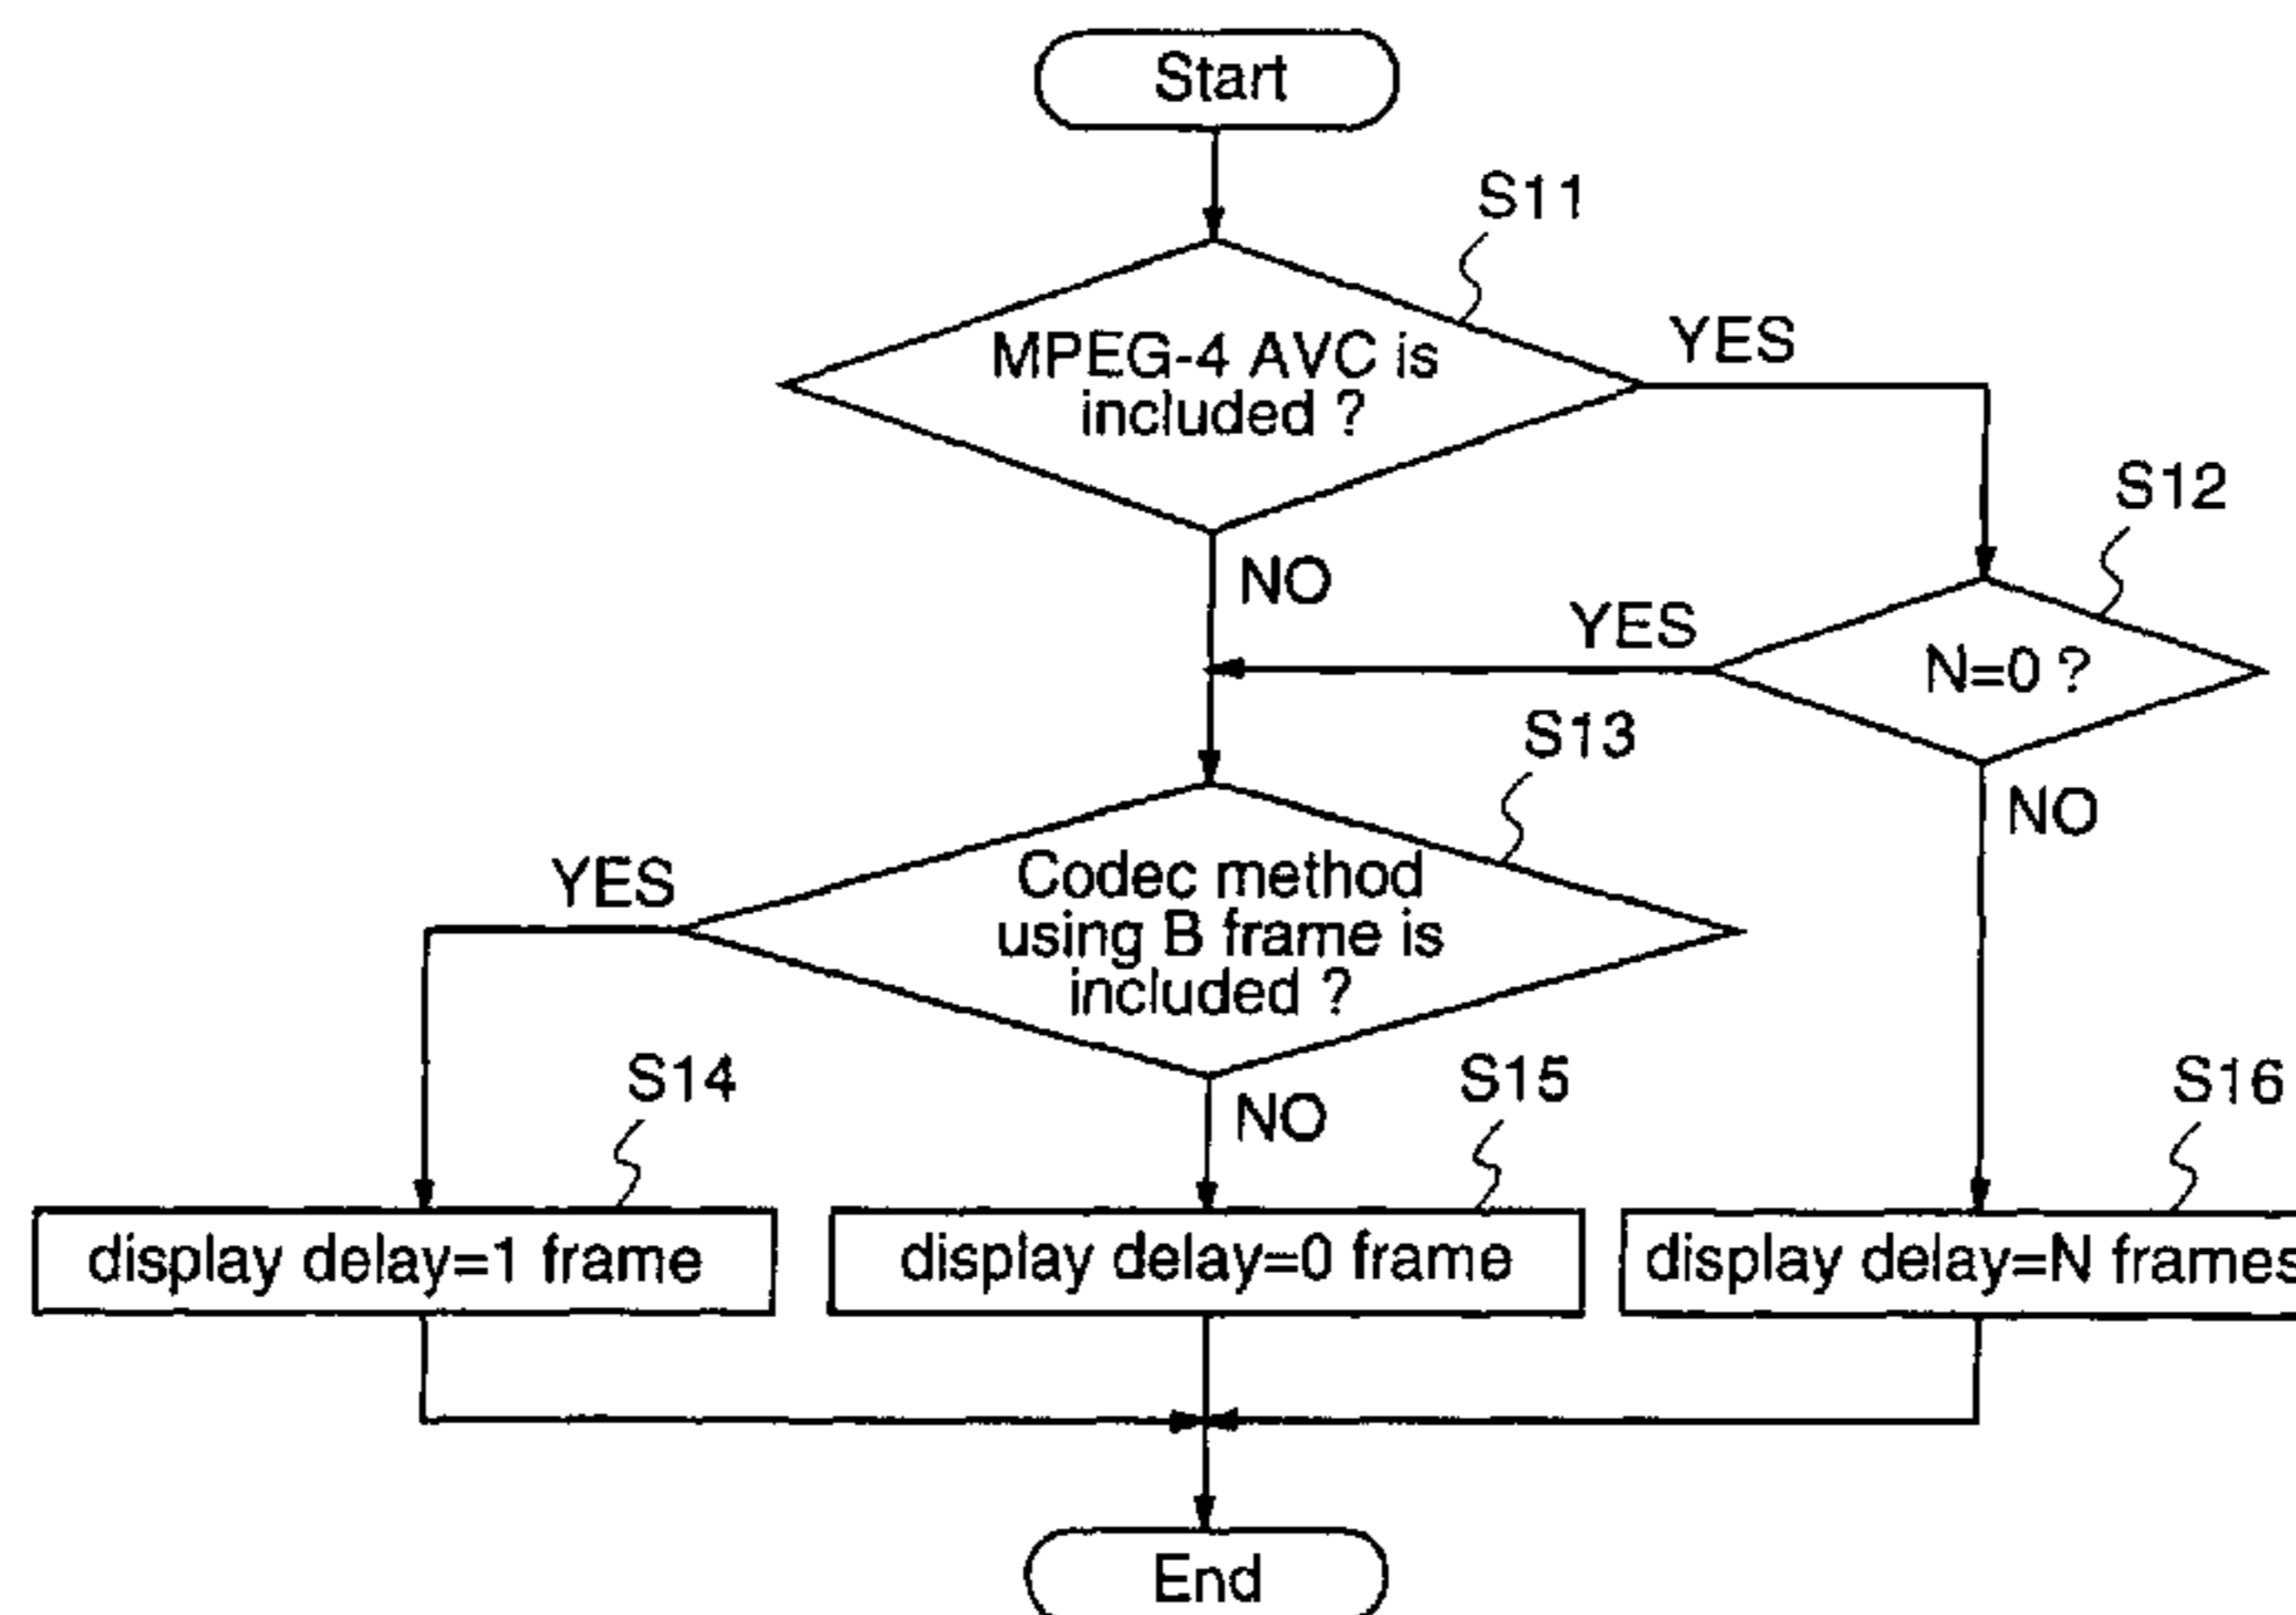 Start
S11
MPEG-4 AVC is
included ?
YES
S12
NO
YES
N=0 ?
S13
NO
Codec method
using B frame is
included ?
YES
S14
NO
S15
S16
display delay=1 frame
display delay=0 frame
display delay=N frames
End